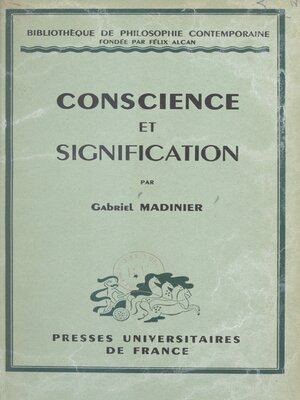 BIBLIOTHÈQUE DE PHILOSOPHIE CONTEMPORAINE
FONDÉE PAR FÉLIX ALCAN
CONSCIENCE
ET
SIGNIFICATION
PAR
Gabriel MADINIER
PRESSES UNIVERSITAIRES
DE FRANCE